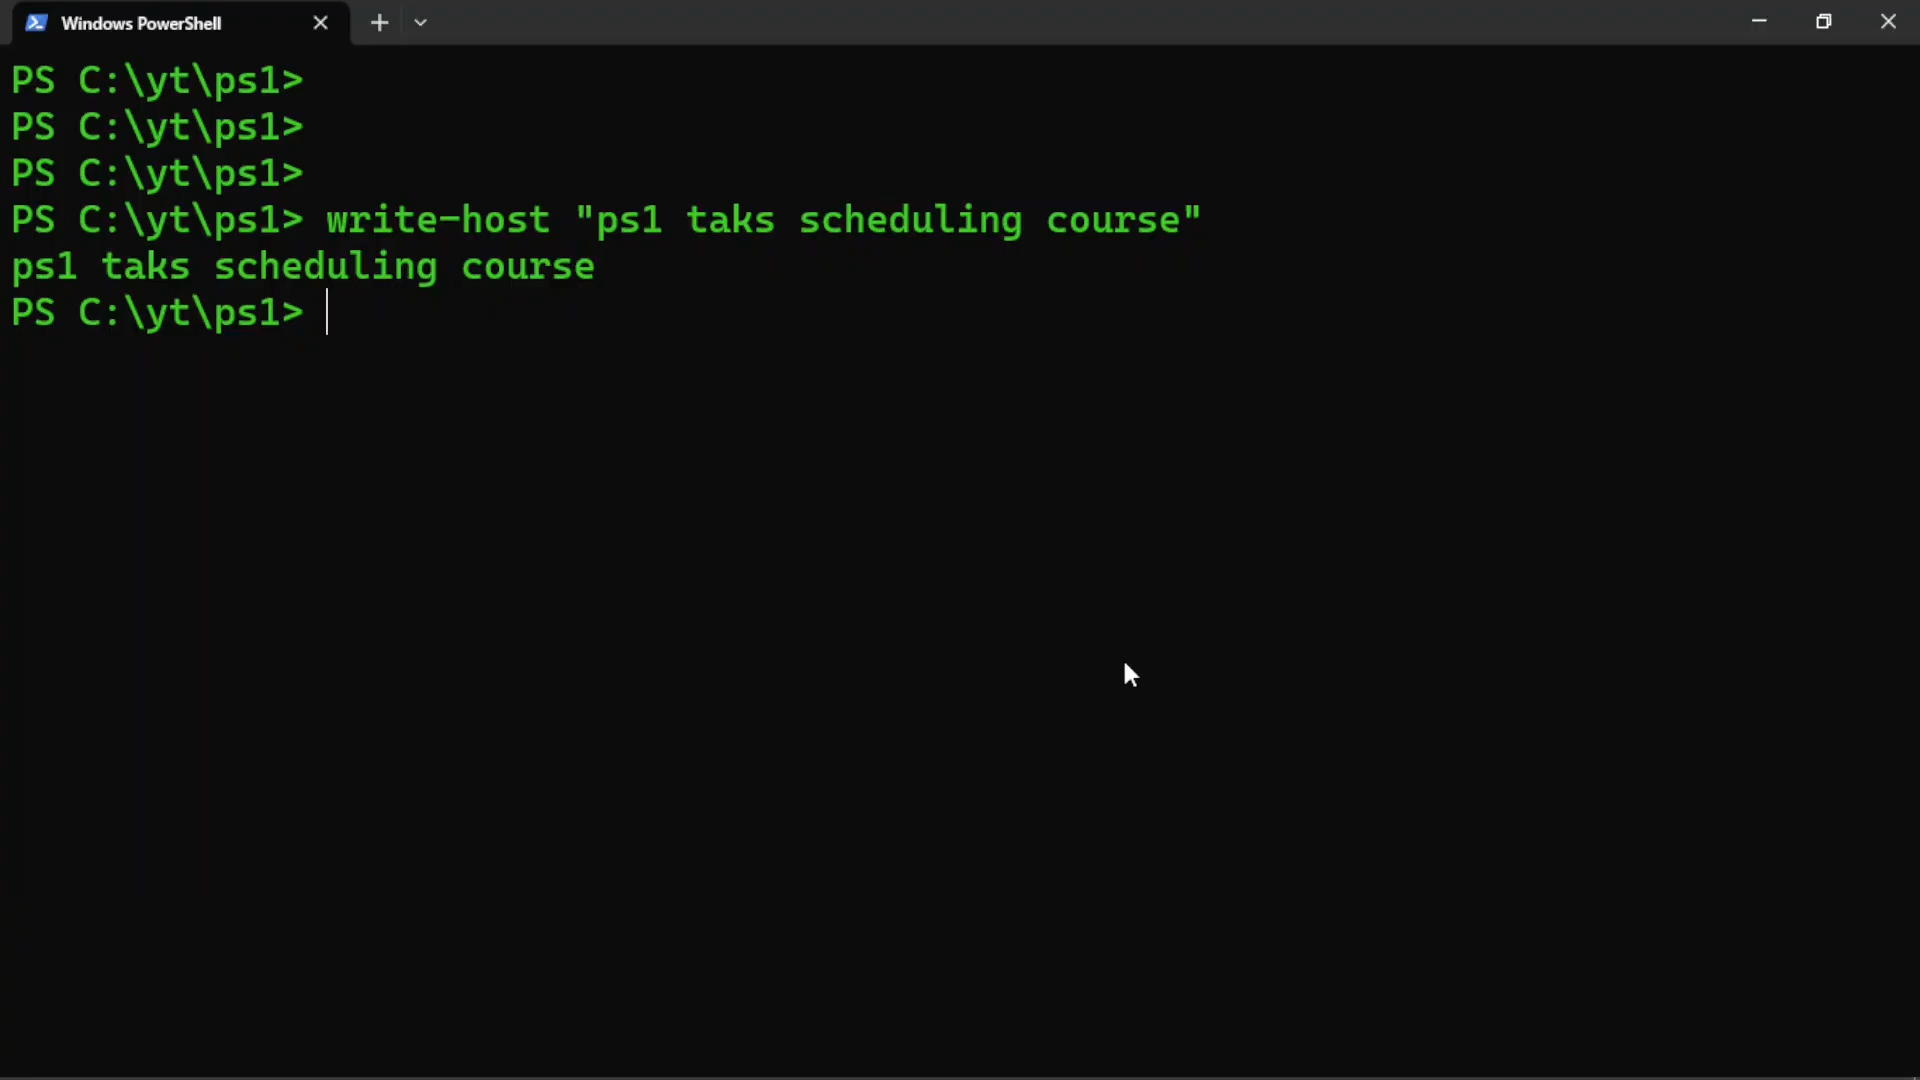 Windows PowerShell
PS C:\yt\ps1>
PS C:\yt\ps1>
PS C:\yt\ps1>
PS C:\yt\ps1> write-host "ps1 taks scheduling course"
ps1 taks scheduling course
PS C:\yt\ps1>